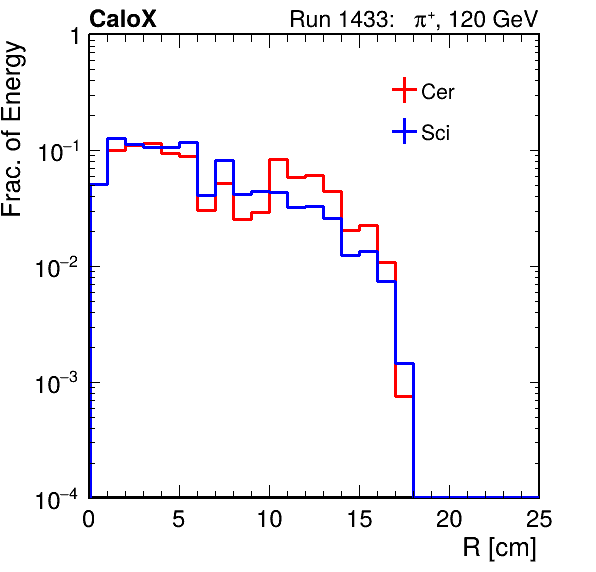 CaloX Run 1433: π⁺, 120 GeV
Frac. of Energy
1
10⁻¹
10⁻²
10⁻³
10⁻⁴
Cer
Sci
0 5 10 15 20 25
R [cm]